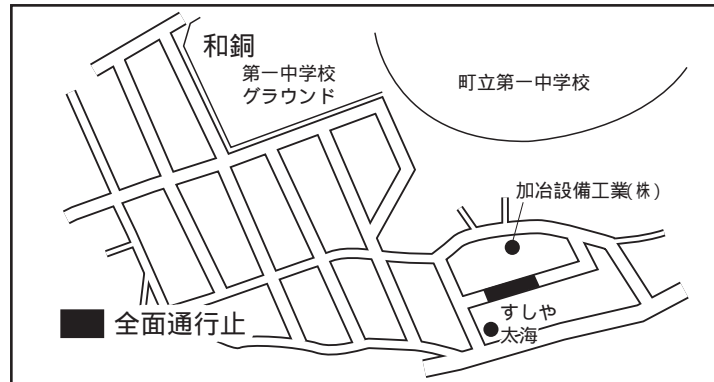 和銅
第一中学校
グラウンド
町立第一中学校
加冶設備工業(株)
すしや
太海
全面通行止